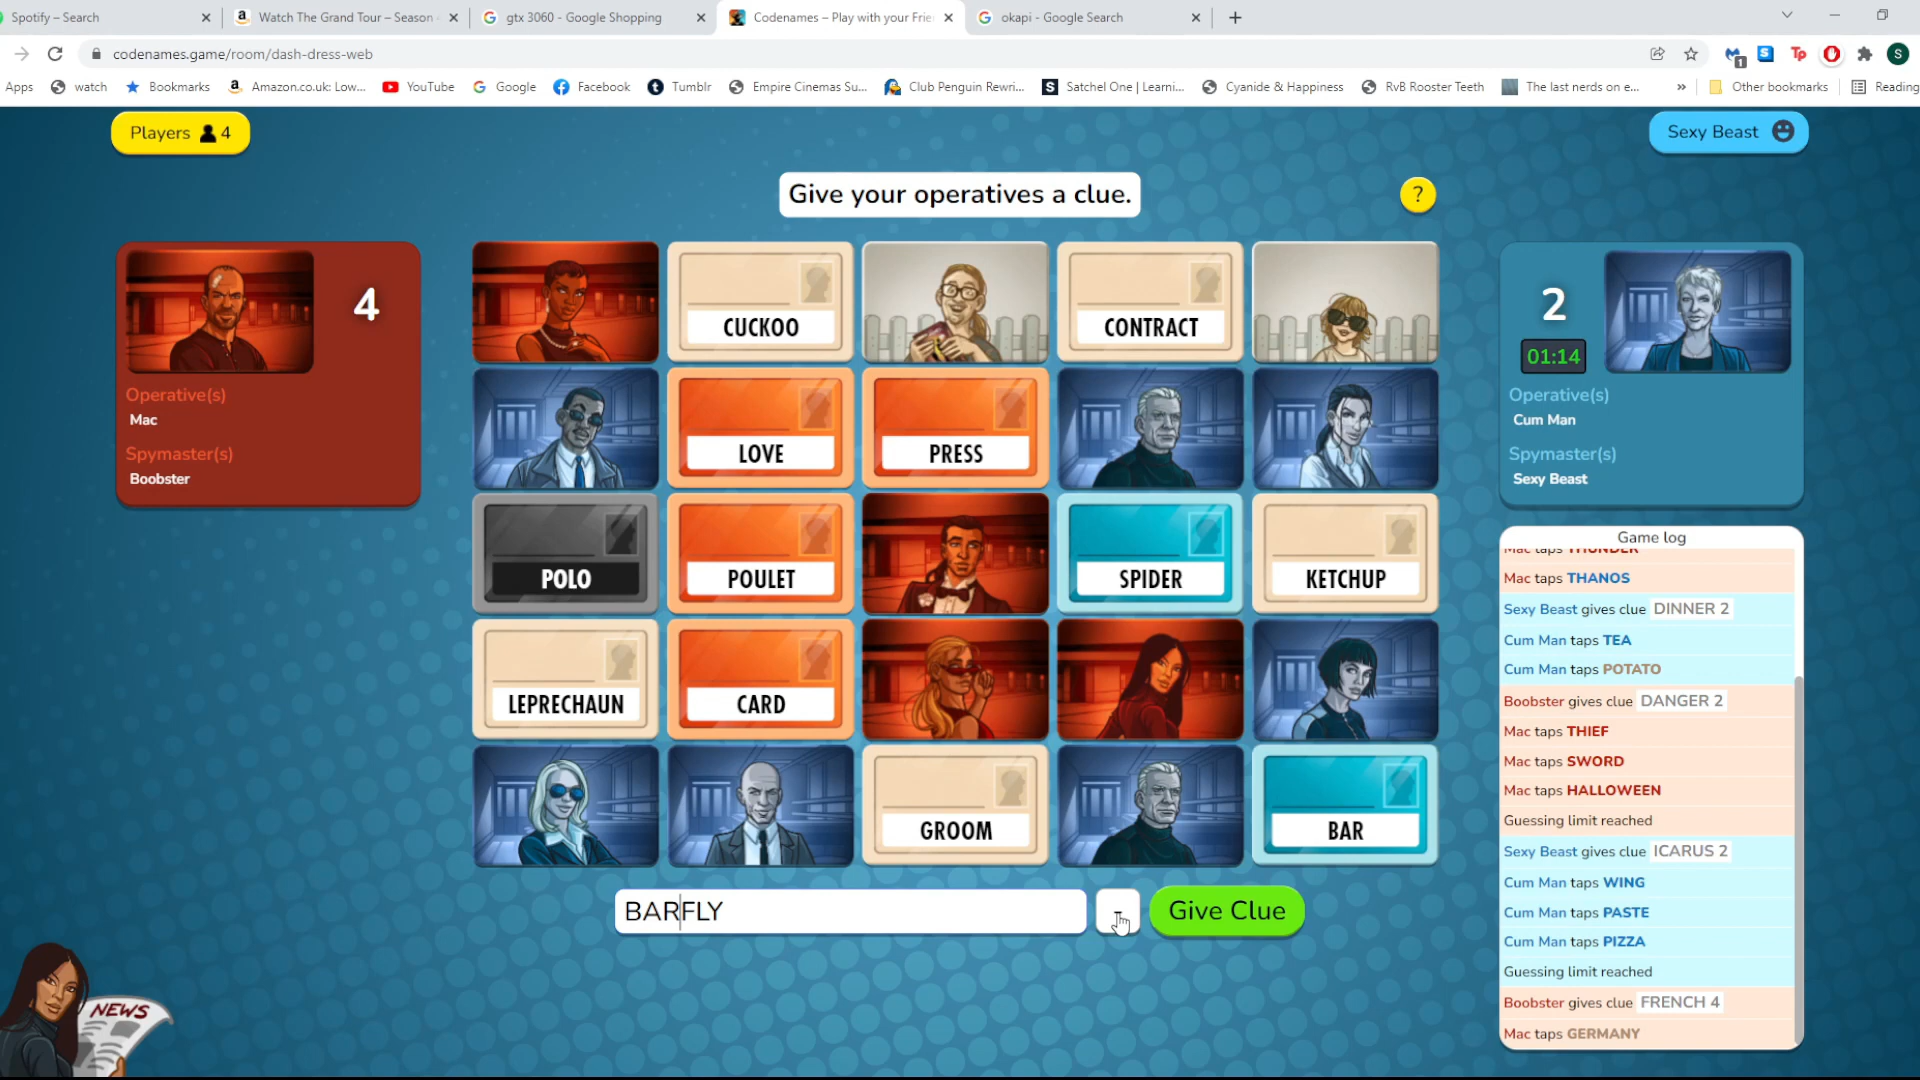 Spotify – Search
Watch The Grand Tour – Season
gtx 3060 - Google Shopping
Codenames – Play with your Frie
okapi - Google Search
codenames.game/room/dash-dress-web
Apps
watch
Bookmarks
Amazon.co.uk: Low...
YouTube
Google
Facebook
Tumblr
Empire Cinemas Su...
Club Penguin Rewri...
Satchel One | Learni...
Cyanide & Happiness
RvB Rooster Teeth
The last nerds on e...
»
Other bookmarks
Reading
Players 4
Sexy Beast
Give your operatives a clue.
?
4
Operative(s)
Mac
Spymaster(s)
Boobster
CUCKOO
CONTRACT
LOVE
PRESS
POLO
POULET
SPIDER
KETCHUP
LEPRECHAUN
CARD
GROOM
BAR
BARFLY
-
Give Clue
2
01:14
Operative(s)
Cum Man
Spymaster(s)
Sexy Beast
Game log
Mac taps THUNDER
Mac taps THANOS
Sexy Beast gives clue DINNER 2
Cum Man taps TEA
Cum Man taps POTATO
Boobster gives clue DANGER 2
Mac taps THIEF
Mac taps SWORD
Mac taps HALLOWEEN
Guessing limit reached
Sexy Beast gives clue ICARUS 2
Cum Man taps WING
Cum Man taps PASTE
Cum Man taps PIZZA
Guessing limit reached
Boobster gives clue FRENCH 4
Mac taps GERMANY
NEWS